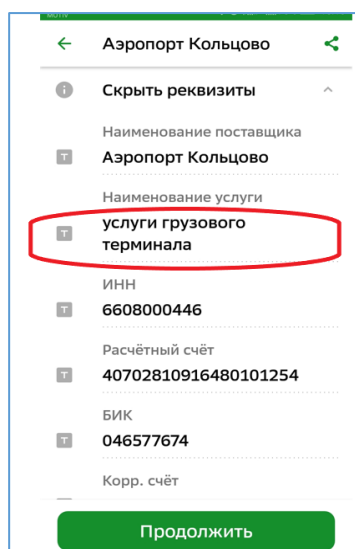 Аэропорт Кольцово
Скрыть реквизиты
Наименование поставщика
Аэропорт Кольцово
Наименование услуги
услуги грузового
терминала
ИНН
6608000446
Расчётный счёт
40702810916480101254
БИК
046577674
Корр. счёт
Продолжить